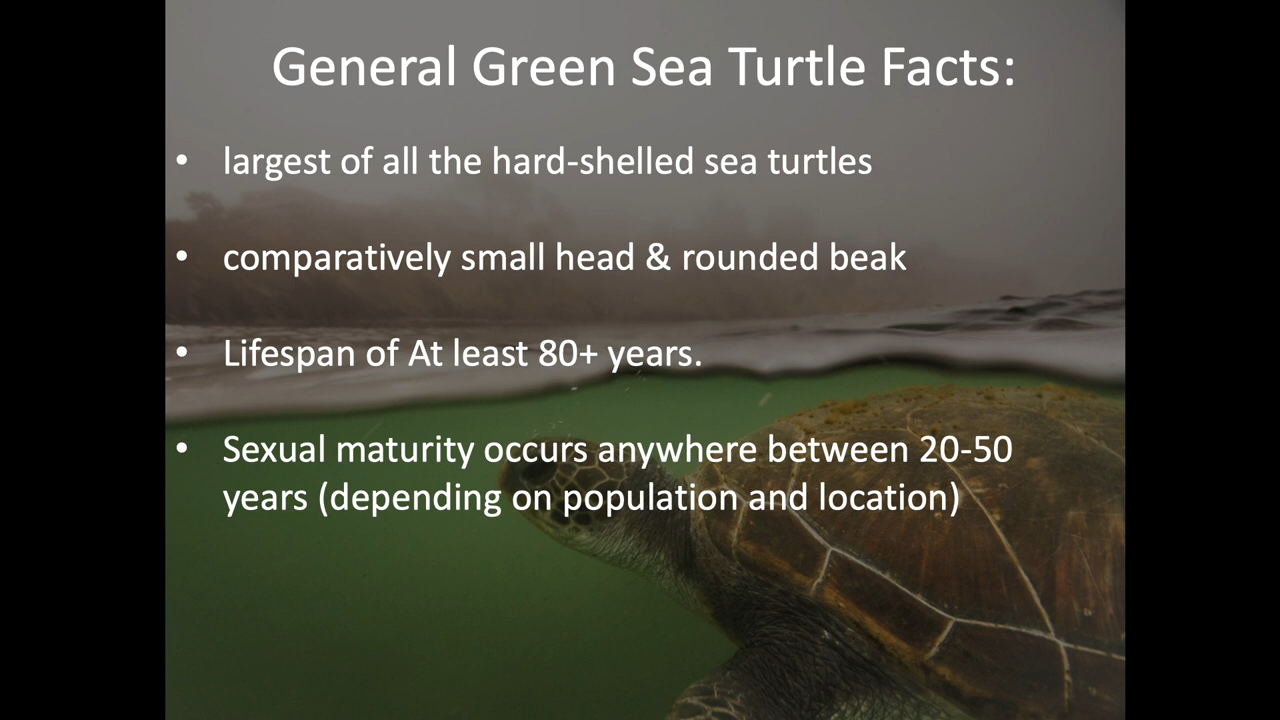 General Green Sea Turtle Facts:
• largest of all the hard-shelled sea turtles
• comparatively small head & rounded beak
• Lifespan of At least 80+ years.
• Sexual maturity occurs anywhere between 20-50
years (depending on population and location)